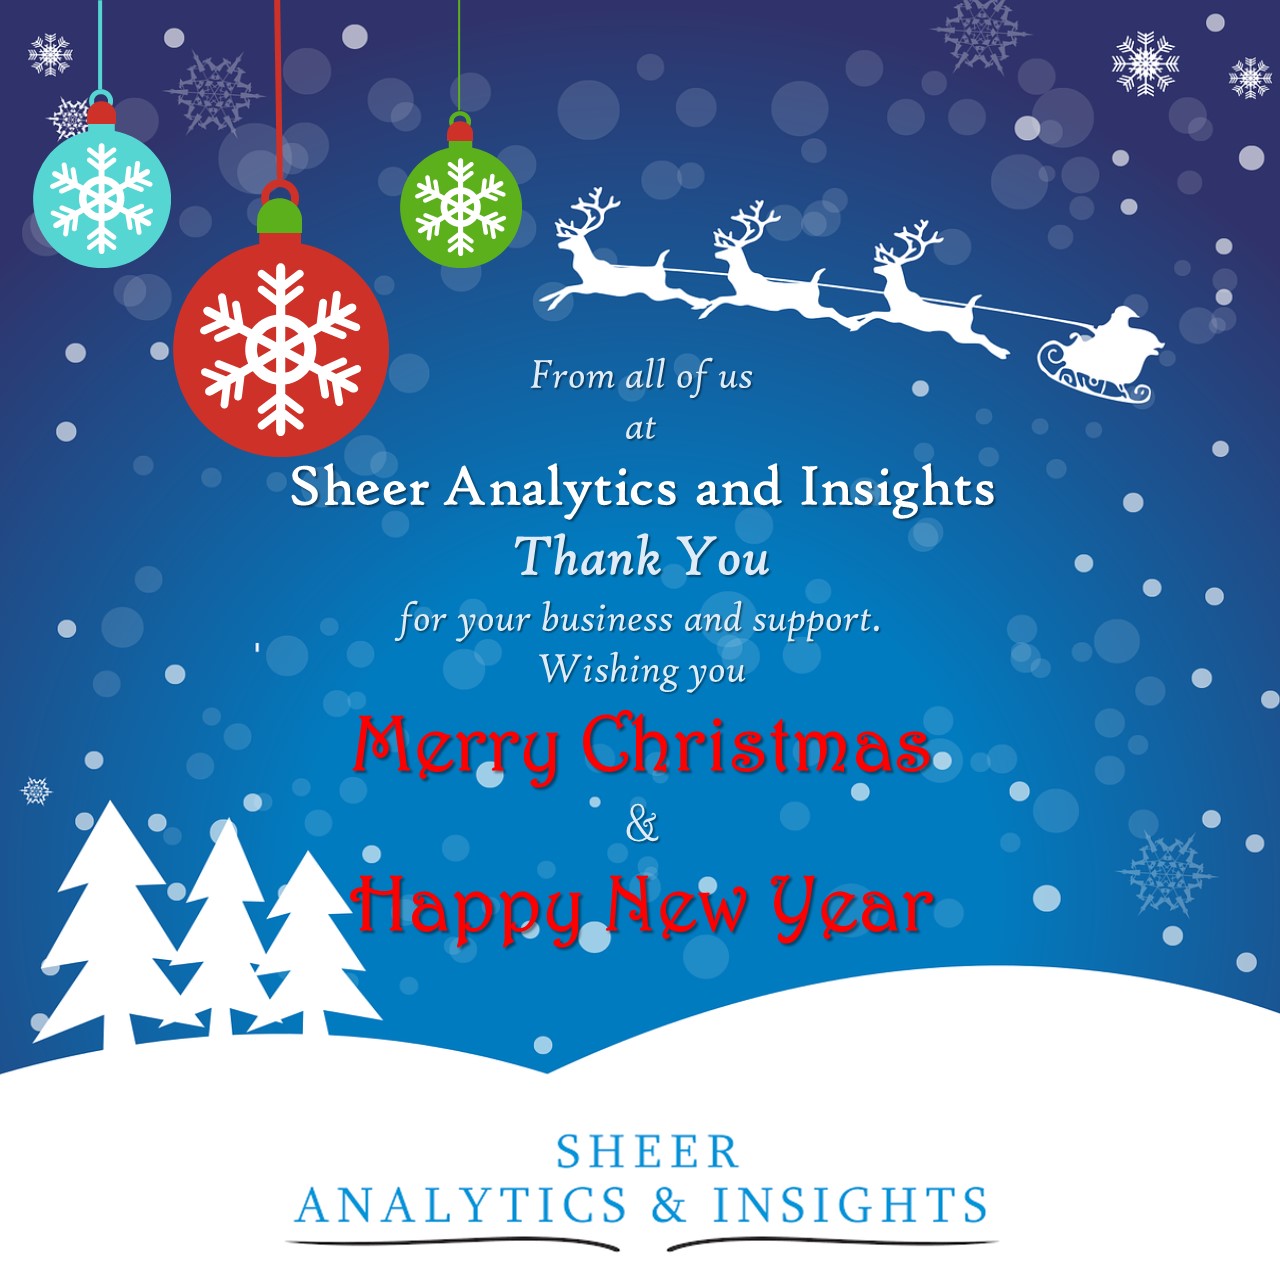 From all of us
at
Sheer Analytics and Insights
Thank You
for your business and support.
Wishing you
Merry Christmas
&
Happy New Year
SHEER
ANALYTICS & INSIGHTS